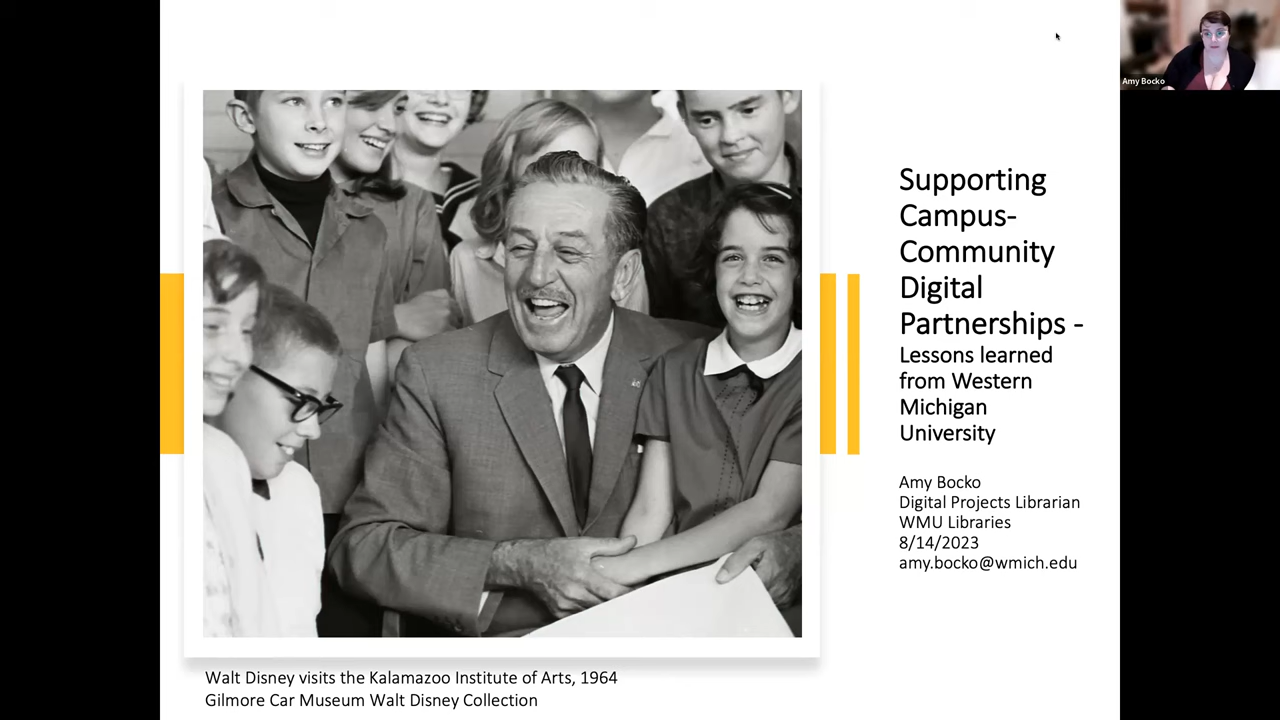 Amy Bocko
Supporting
Campus-
Community
Digital
Partnerships -
Lessons learned
from Western
Michigan
University
Amy Bocko
Digital Projects Librarian
WMU Libraries
8/14/2023
amy.bocko@wmich.edu
Walt Disney visits the Kalamazoo Institute of Arts, 1964
Gilmore Car Museum Walt Disney Collection